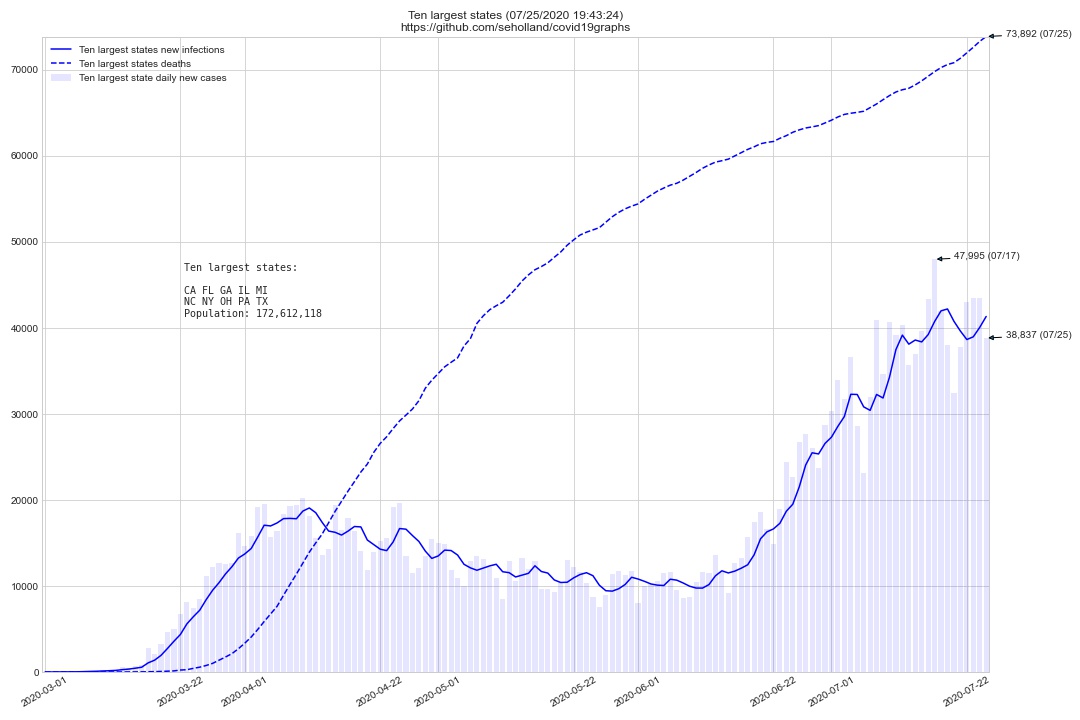 Ten largest states (07/25/2020 19:43:24)
https://github.com/seholland/covid19graphs
73,892 (07/25)
Ten largest states new infections
Ten largest states deaths
Ten largest state daily new cases
70000
60000
50000
47,995 (07/17)
Ten largest states:
CA FL GA IL MI
NC NY OH PA TX
Population: 172,612,118
40000
38,837 (07/25)
30000
20000
10000
0
2020-03-01
2020-03-22
2020-04-01
2020-04-22
2020-05-01
2020-05-22
2020-06-01
2020-06-22
2020-07-01
2020-07-22